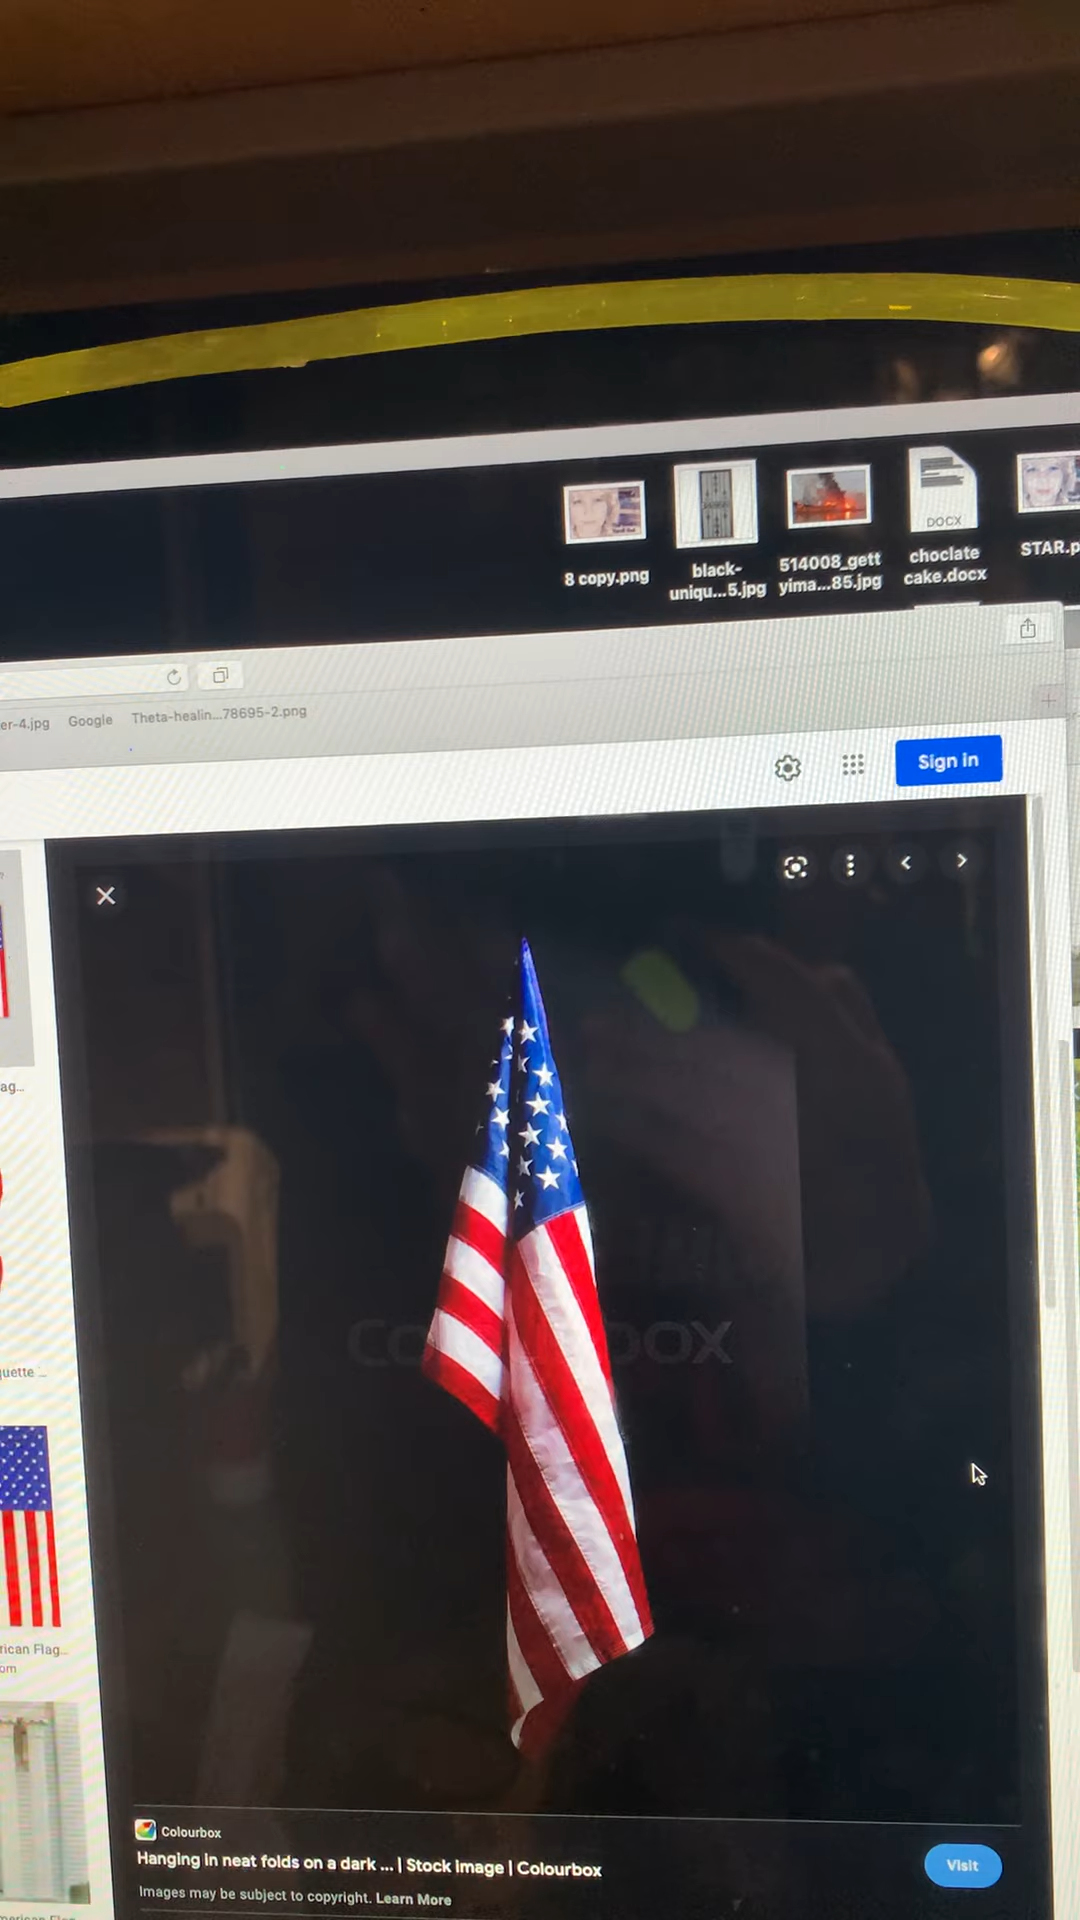 8 copy.png
black-
uniqu...5.jpg
514008_gett
yima...85.jpg
DOCX
choclate
cake.docx
STAR.p
er-4.jpg
Google
Theta-healin...78695-2.png
Sign in
ag...
Colourbox
uette ...
rican Flag...
om
Colourbox
Hanging in neat folds on a dark ... | Stock image | Colourbox
Visit
Images may be subject to copyright. Learn More